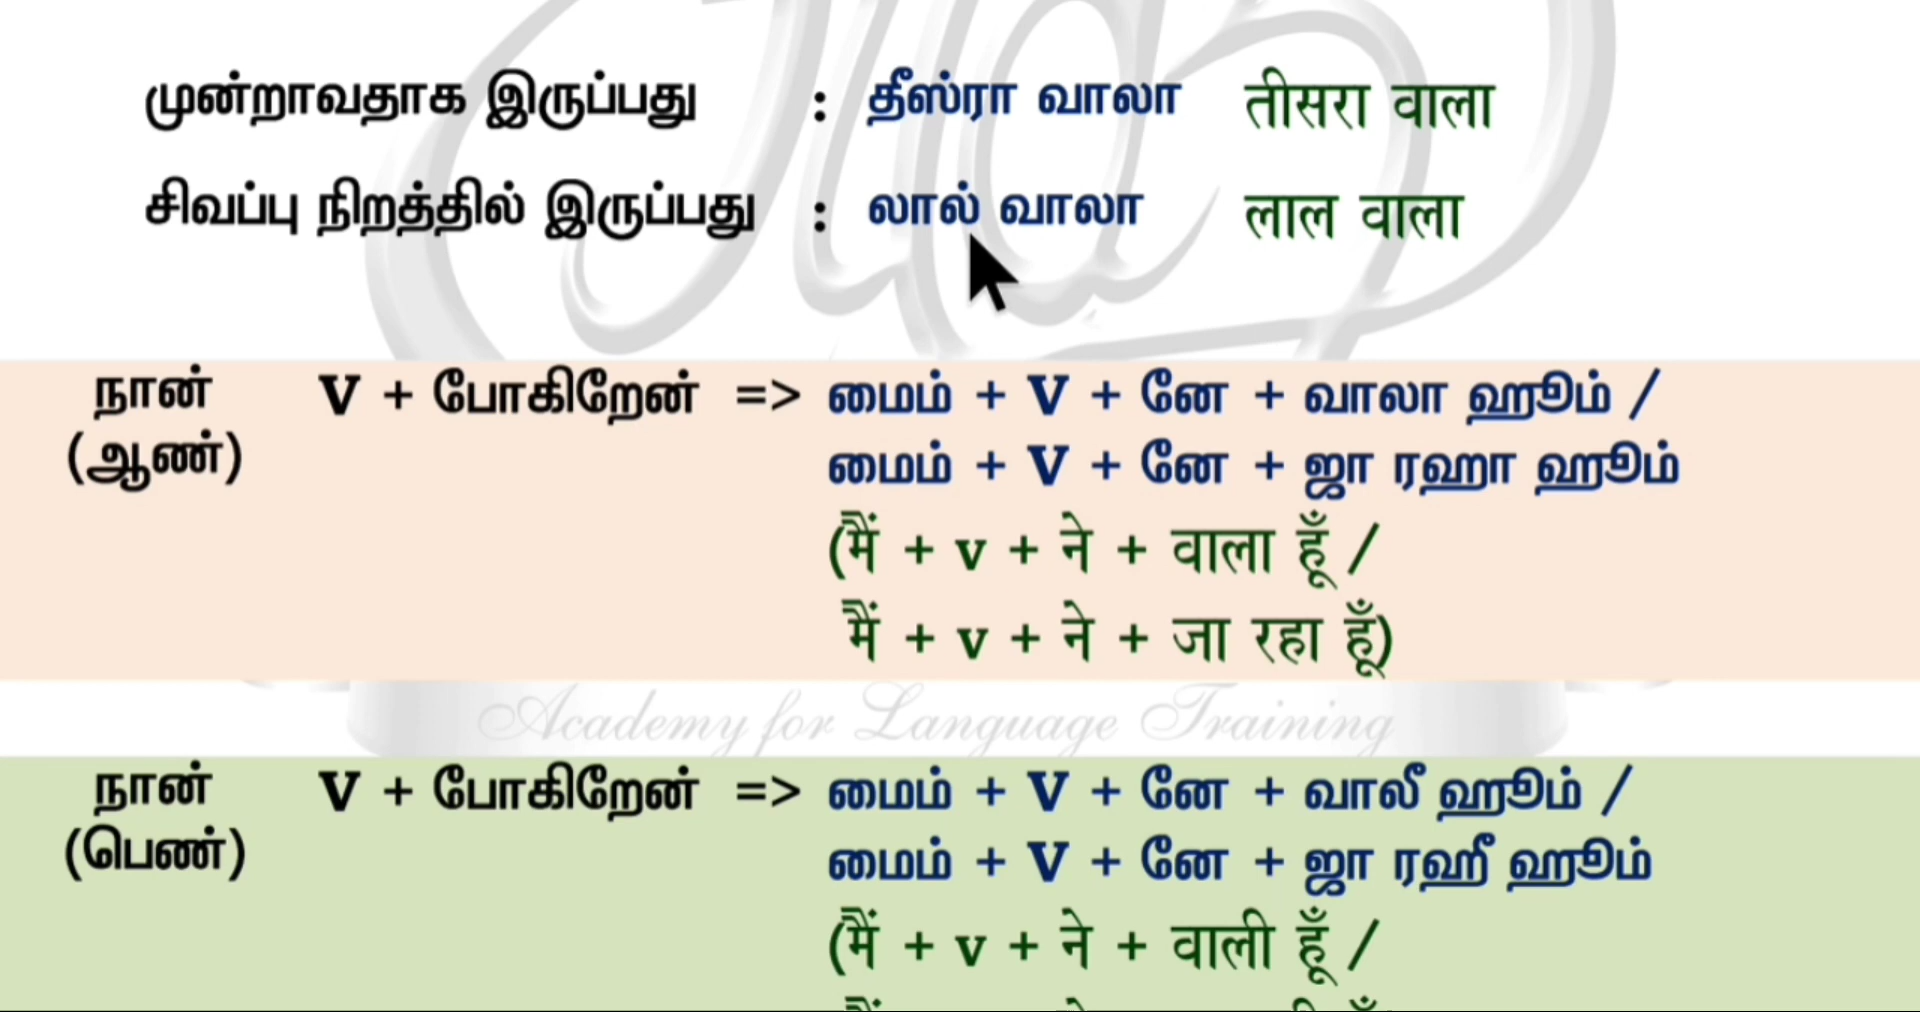 முன்றாவதாக இருப்பது : தீஸ்ரா வாலா तीसरा वाला
சிவப்பு நிறத்தில் இருப்பது : லால் வாலா लाल वाला
நான் V + போகிறேன் => மைம் + V + னே + வாலா ஹூம் /
(ஆண்) மைம் + V + னே + ஜா ரஹா ஹூம்
(मैं + v + ने + वाला हूँ /
मैं + v + ने + जा रहा हूँ)
Academy for Language Training
நான் V + போகிறேன் => மைம் + V + னே + வாலீ ஹூம் /
(பெண்) மைம் + V + னே + ஜா ரஹீ ஹூம்
(मैं + v + ने + वाली हूँ /